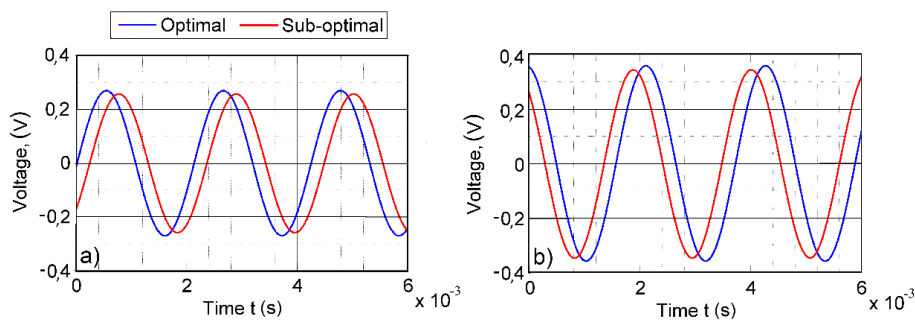 Optimal Sub-optimal
0,4
0,2
0
-0,2
-0,4
Voltage, (V)
a)
0 2 4 6
Time t (s)
x 10⁻³
0,4
0,2
0
-0,2
-0,4
Voltage, (V)
b)
0 2 4 6
Time t (s)
x 10⁻³